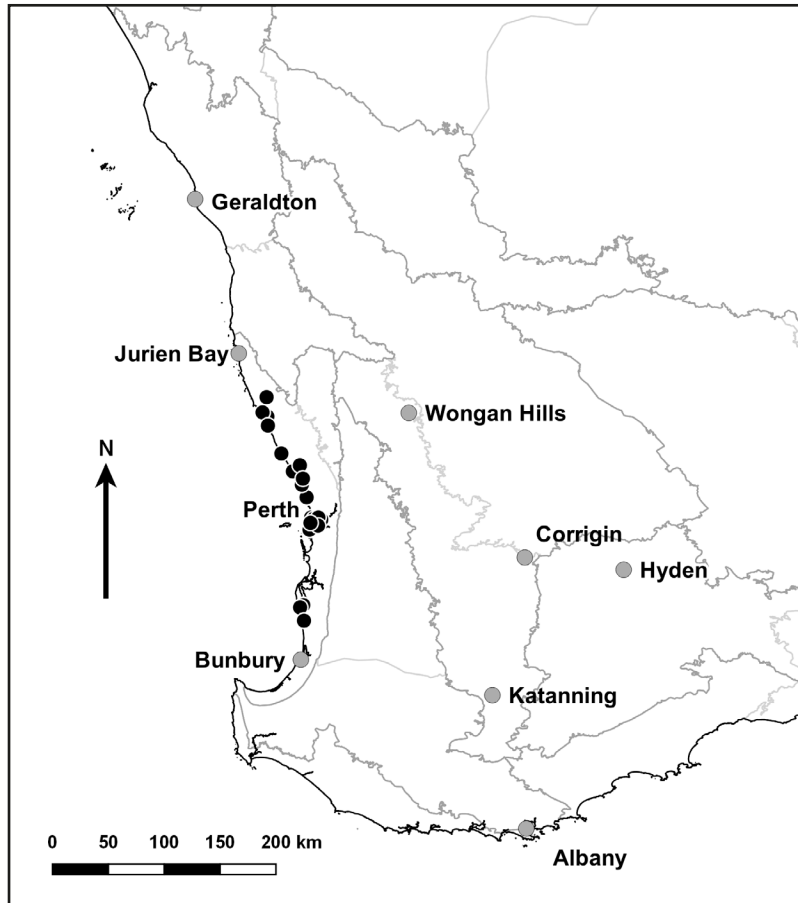 Geraldton
Jurien Bay
Wongan Hills
N
Perth
Corrigin
Hyden
Bunbury
Katanning
0 50 100 150 200 km
Albany